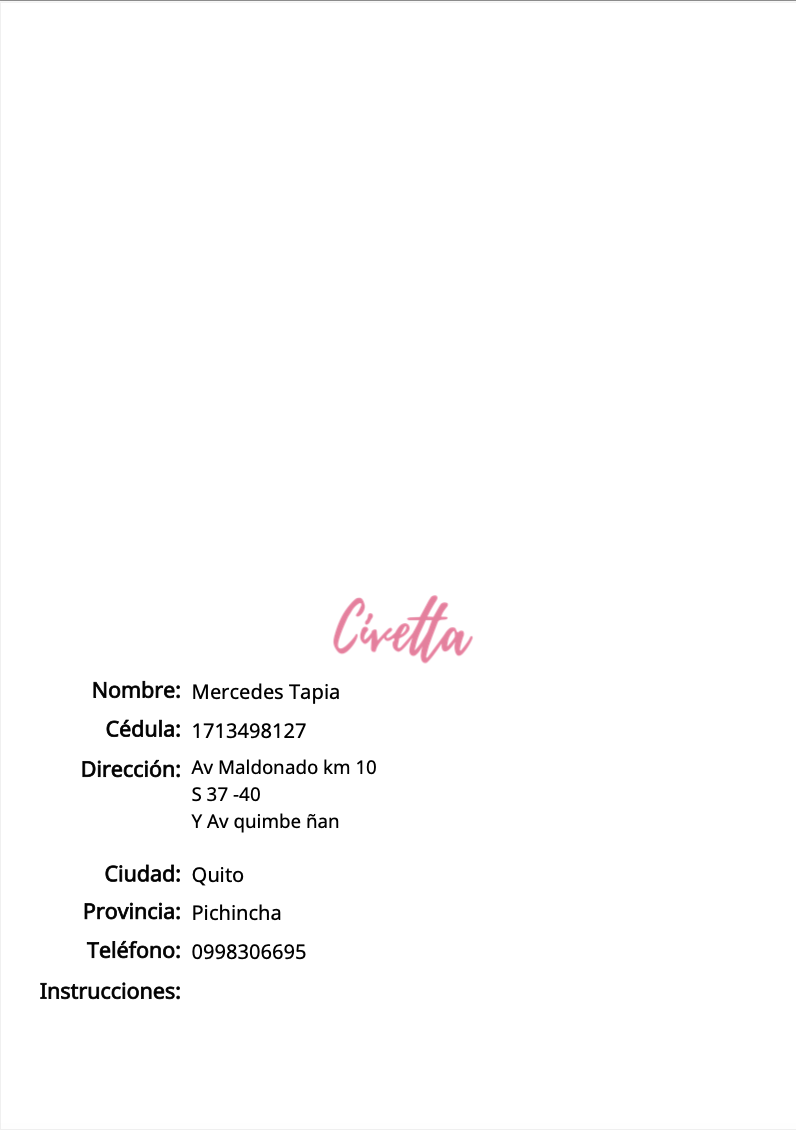 Civetta
Nombre: Mercedes Tapia
Cédula: 1713498127
Dirección: Av Maldonado km 10
S 37 -40
Y Av quimbe ñan
Ciudad: Quito
Provincia: Pichincha
Teléfono: 0998306695
Instrucciones: